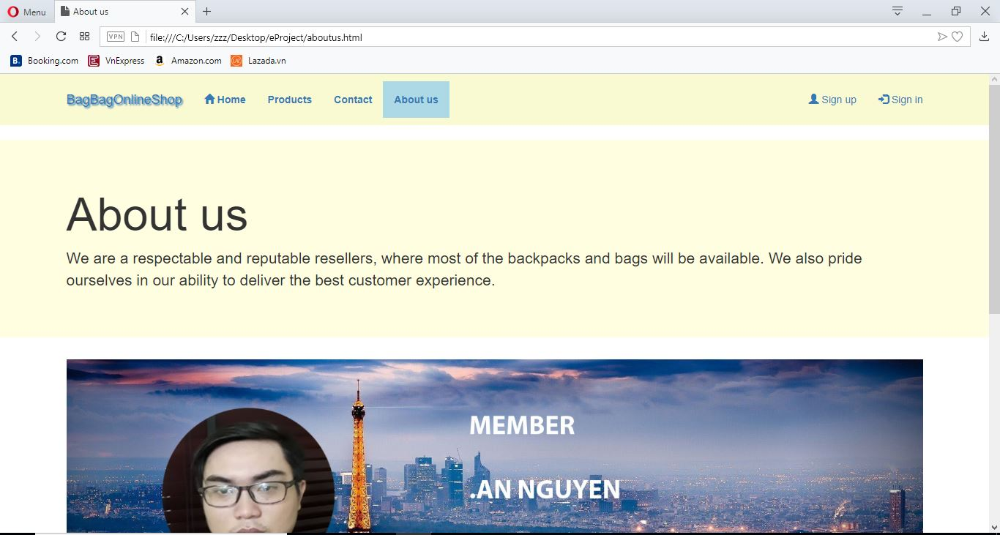 Menu
About us
VPN
file:///C:/Users/zzz/Desktop/eProject/aboutus.html
B. Booking.com VnExpress Amazon.com Lazada.vn
BagBagOnlineShop Home Products Contact About us Sign up Sign in
About us
We are a respectable and reputable resellers, where most of the backpacks and bags will be available. We also pride
ourselves in our ability to deliver the best customer experience.
MEMBER
.AN NGUYEN